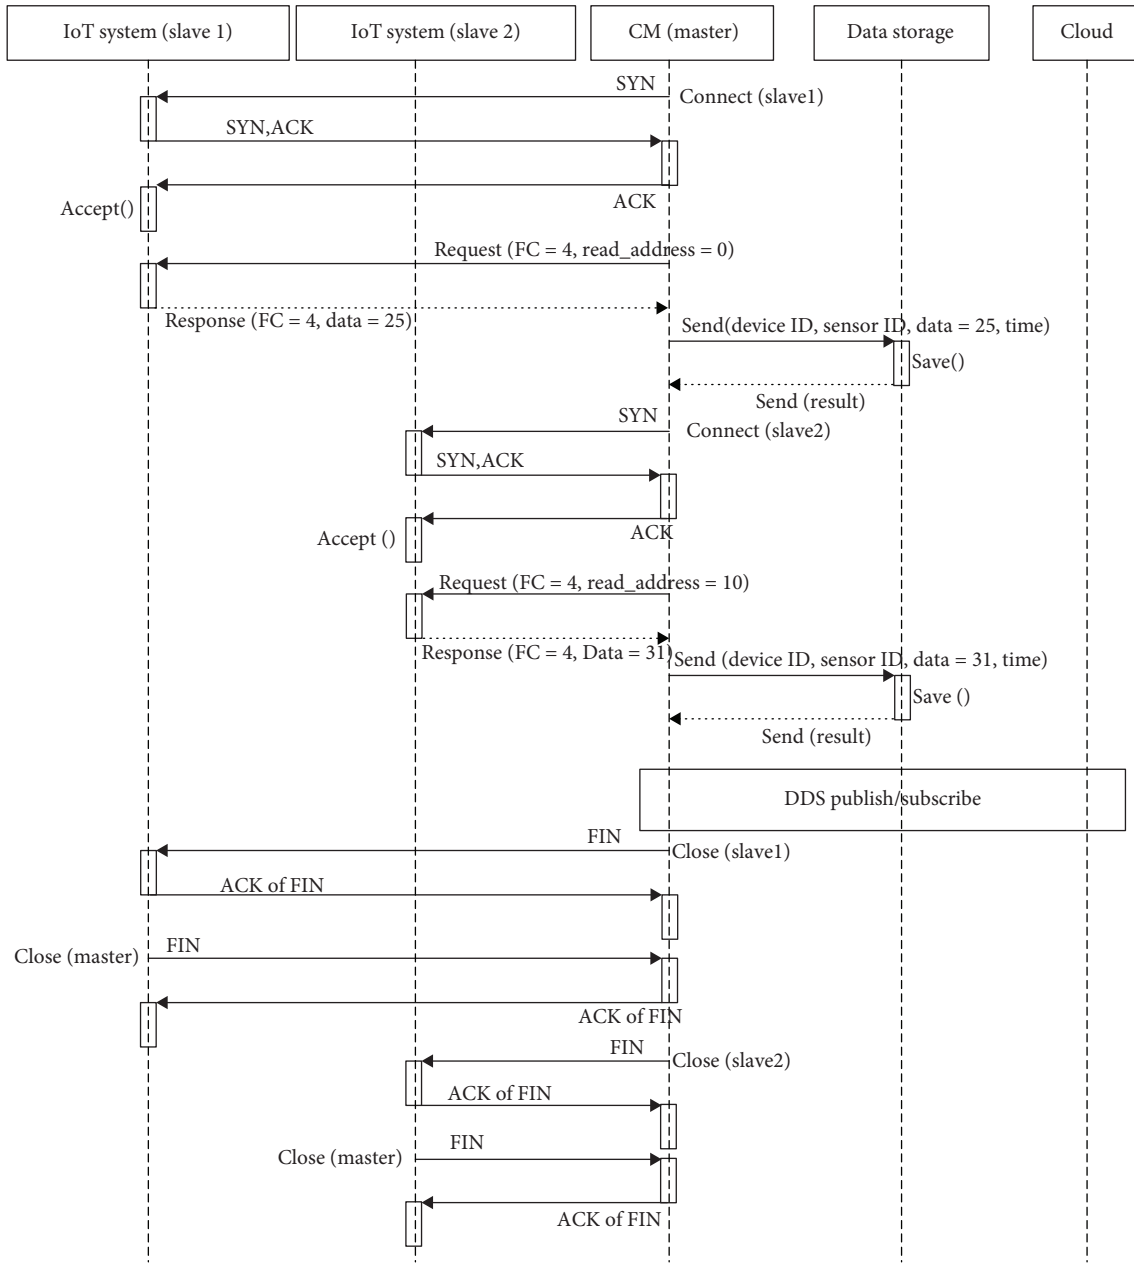 IoT system (slave 1)
IoT system (slave 2)
CM (master)
Data storage
Cloud
SYN
Connect (slave1)
SYN,ACK
ACK
Accept()
Request (FC = 4, read_address = 0)
Response (FC = 4, data = 25)
Send(device ID, sensor ID, data = 25, time)
Save()
Send (result)
SYN
Connect (slave2)
SYN,ACK
ACK
Accept ()
Request (FC = 4, read_address = 10)
Response (FC = 4, Data = 31)
Send (device ID, sensor ID, data = 31, time)
Save ()
Send (result)
DDS publish/subscribe
FIN
Close (slave1)
ACK of FIN
Close (master)
FIN
ACK of FIN
FIN
Close (slave2)
ACK of FIN
Close (master)
FIN
ACK of FIN